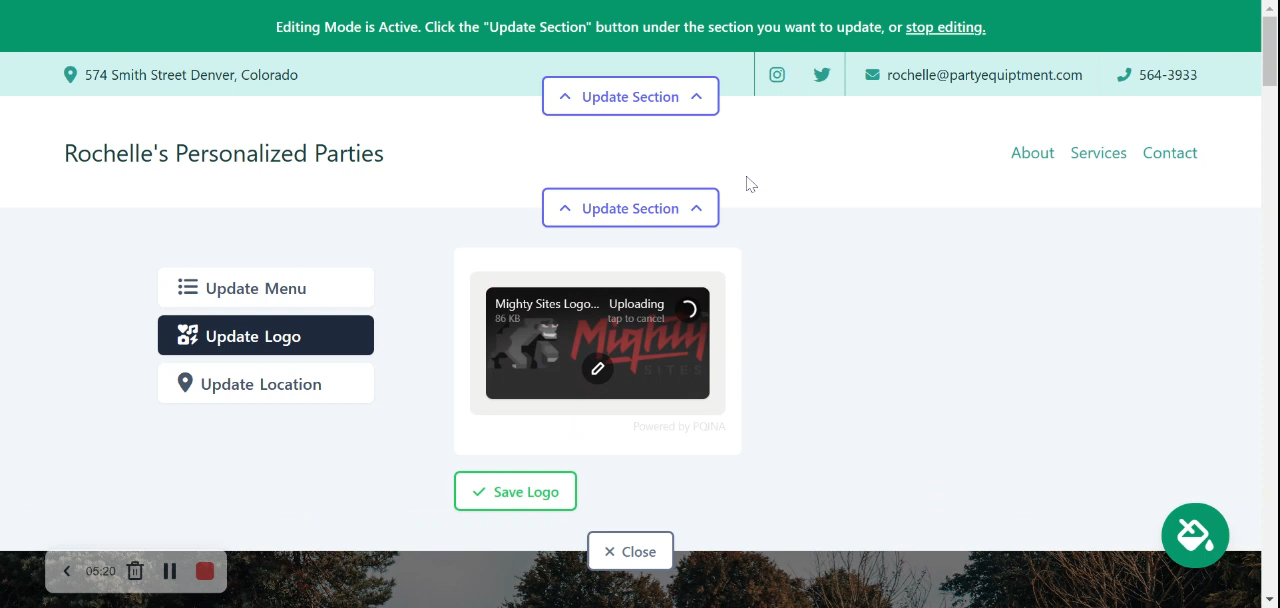 Editing Mode is Active. Click the "Update Section" button under the section you want to update, or stop editing.
574 Smith Street Denver, Colorado
rochelle@partyequiptment.com
564-3933
Update Section
Rochelle's Personalized Parties
About Services Contact
Update Section
Update Menu
Update Logo
Update Location
Mighty Sites Logo... Uploading
86 KB tap to cancel
Mighty
SITES
Powered by PQINA
Save Logo
Close
05:20